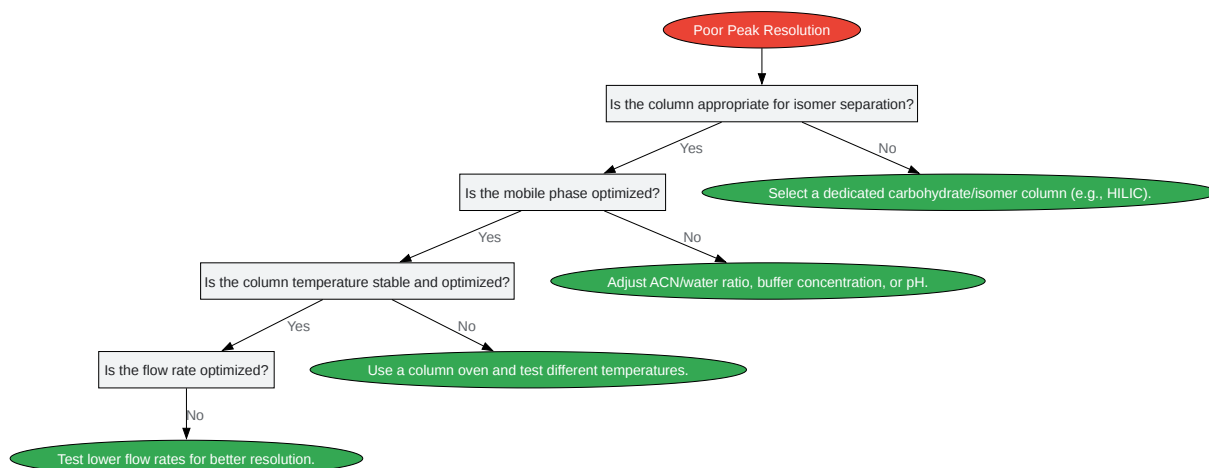 Poor Peak Resolution
Is the column appropriate for isomer separation?
Yes
No
Is the mobile phase optimized?
Select a dedicated carbohydrate/isomer column (e.g., HILIC).
Yes
No
Is the column temperature stable and optimized?
Adjust ACN/water ratio, buffer concentration, or pH.
Yes
No
Is the flow rate optimized?
Use a column oven and test different temperatures.
No
Test lower flow rates for better resolution.